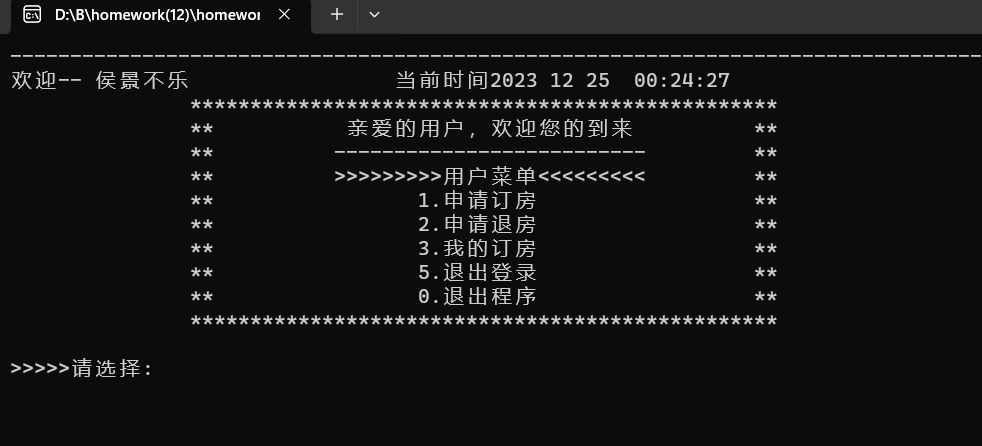 D:\B\homework(12)\homewor
--------------------------------------------------------------------------------
欢迎-- 侯景不乐 当前时间2023 12 25  00:24:27
*************************************************
** 亲爱的用户，欢迎您的到来 **
** -------------------------- **
** >>>>>>>>>用户菜单<<<<<<<<< **
** 1.申请订房 **
** 2.申请退房 **
** 3.我的订房 **
** 5.退出登录 **
** 0.退出程序 **
*************************************************
>>>>>请选择: